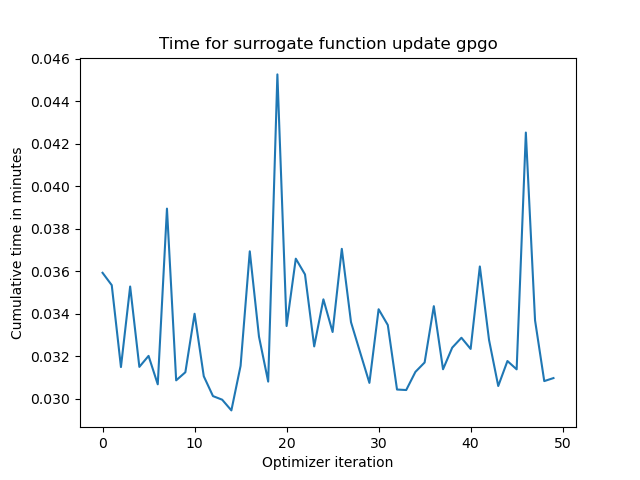 Time for surrogate function update gpgo
Cumulative time in minutes
0.046
0.044
0.042
0.040
0.038
0.036
0.034
0.032
0.030
0 10 20 30 40 50
Optimizer iteration